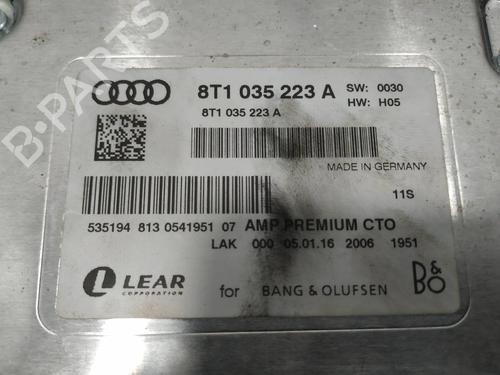 8T1 035 223 A SW: 0030
HW: H05
8T1 035 223 A
MADE IN GERMANY
11S
535194 813 0541951 07 AMP PREMIUM CTO
LAK 000 05.01.16 2006 1951
LEAR
CORPORATION
for BANG & OLUFSEN B&O
B-PARTS